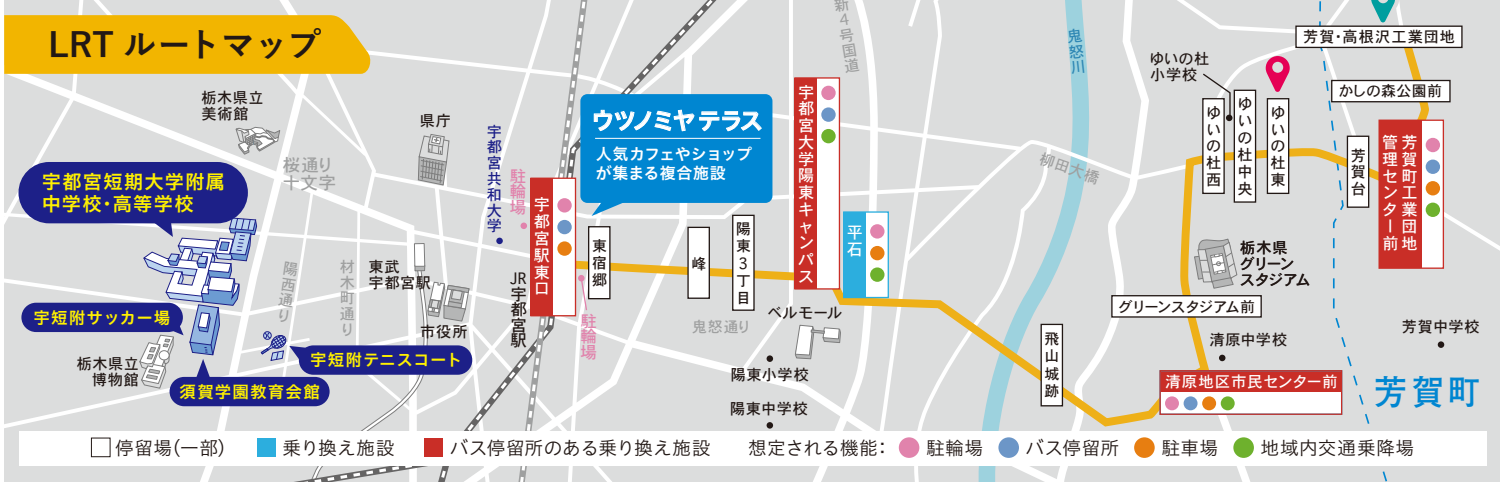 LRT ルートマップ
栃木県立
美術館
県庁
桜通り
十文字
宇都宮短期大学附属
中学校・高等学校
宇都宮共和大学
駐輪場
宇都宮駅東口
ウツノミヤテラス
人気カフェやショップ
が集まる複合施設
東宿郷
峰
陽東3丁目
宇都宮大学陽東キャンパス
平石
新4号国道
鬼怒川
柳田大橋
ゆいの杜
小学校
ゆいの杜西
ゆいの杜中央
ゆいの杜東
芳賀台
芳賀・高根沢工業団地
かしの森公園前
芳賀町工業団地
管理センター前
陽西通り
材木町通り
東武
宇都宮駅
市役所
JR宇都宮駅
駐輪場
鬼怒通り
ベルモール
陽東小学校
陽東中学校
飛山城跡
栃木県
グリーン
スタジアム
グリーンスタジアム前
清原中学校
清原地区市民センター前
芳賀中学校
芳賀町
宇短附サッカー場
栃木県立
博物館
宇短附テニスコート
須賀学園教育会館
停留場(一部)
乗り換え施設
バス停留所のある乗り換え施設
想定される機能:
駐輪場
バス停留所
駐車場
地域内交通乗降場